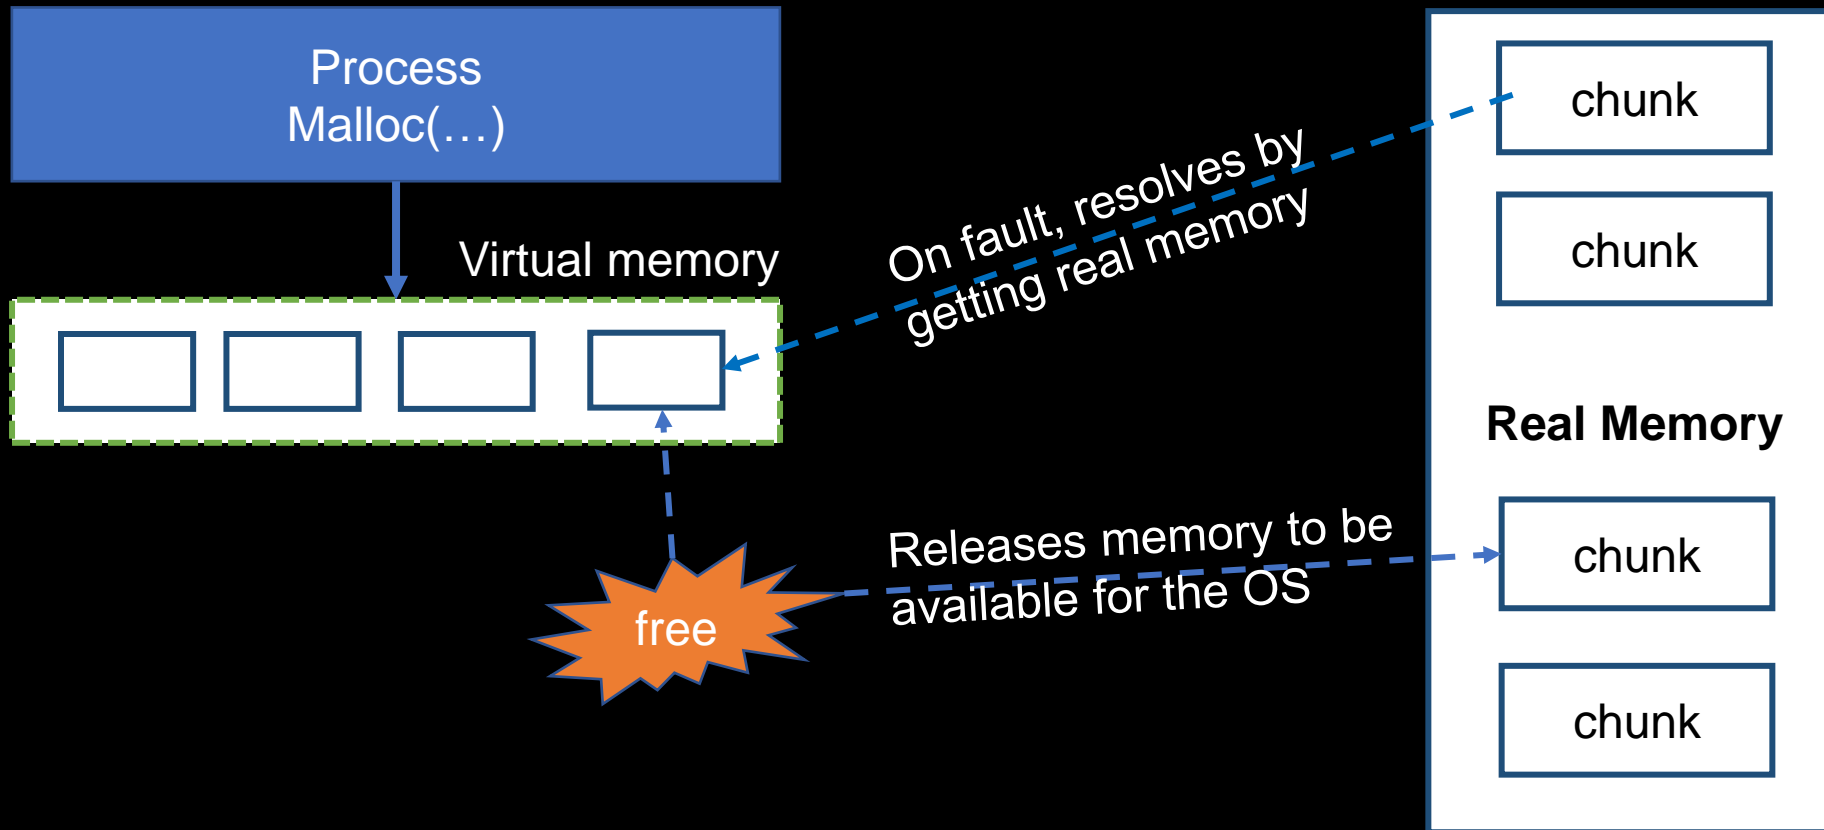 Process
Malloc(…)
Virtual memory
On fault, resolves by
getting real memory
chunk
chunk
Real Memory
free
Releases memory to be
available for the OS
chunk
chunk